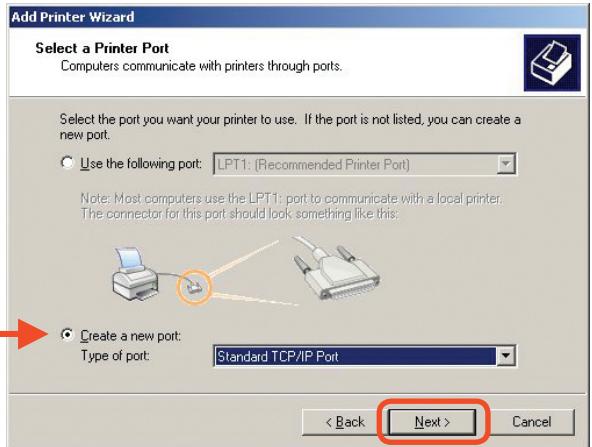 Add Printer Wizard
Select a Printer Port
Computers communicate with printers through ports.
Select the port you want your printer to use. If the port is not listed, you can create a
new port.
Use the following port: LPT1: (Recommended Printer Port)
Note: Most computers use the LPT1: port to communicate with a local printer.
The connector for this port should look something like this:
Create a new port:
Type of port: Standard TCP/IP Port
< Back Next > Cancel